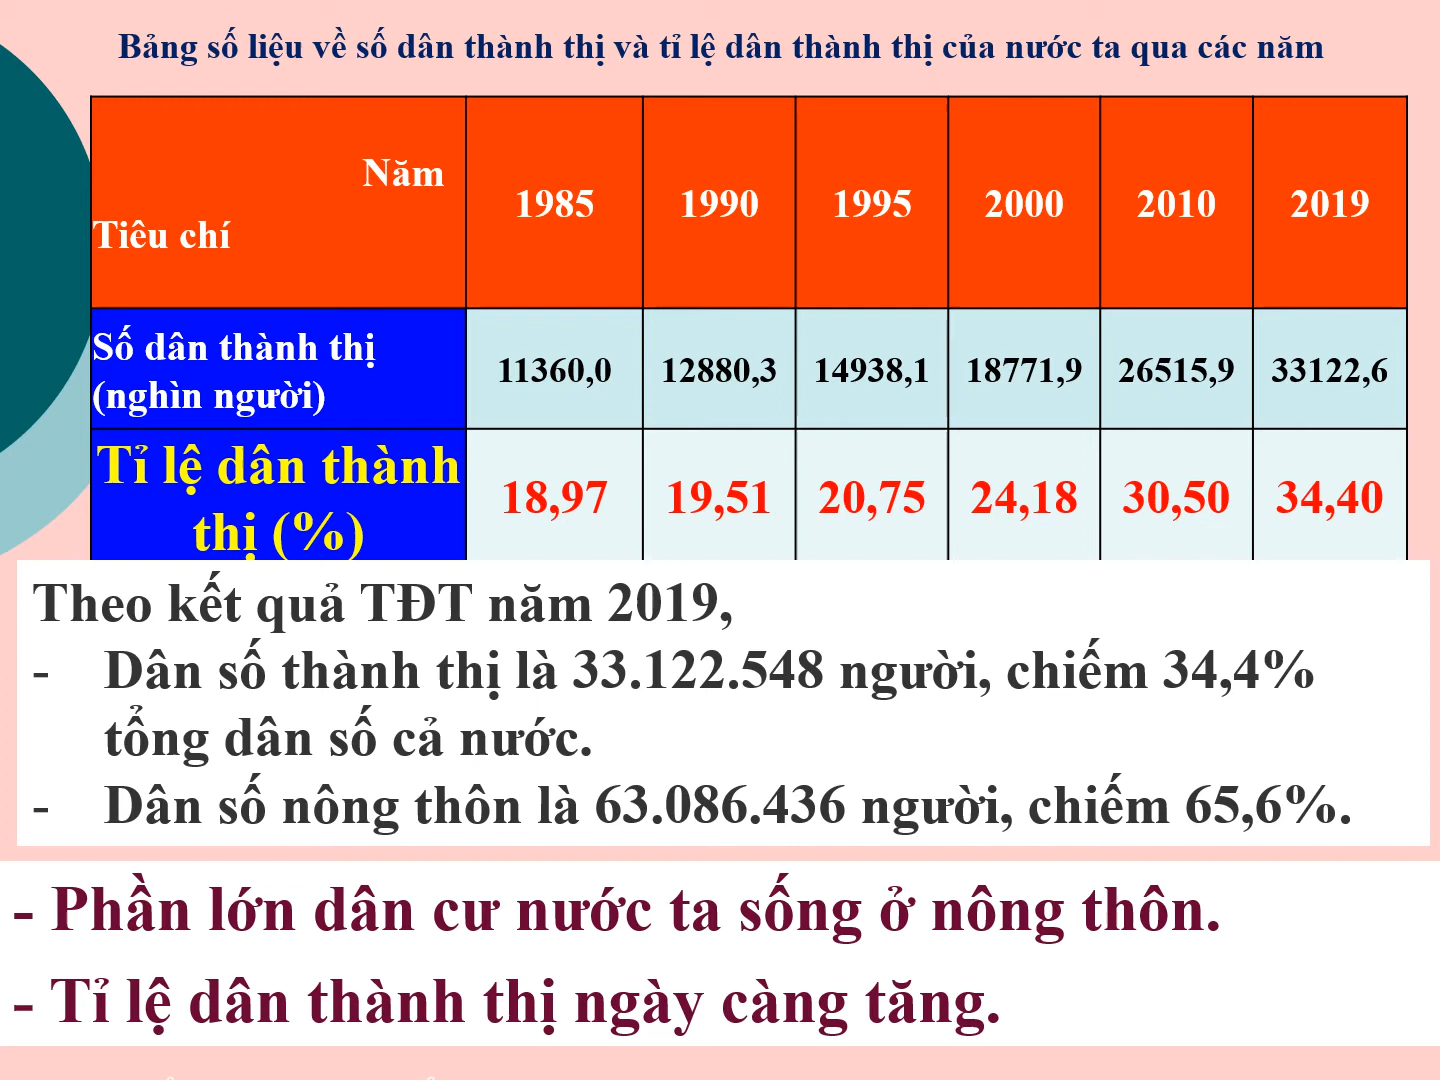 Bảng số liệu về số dân thành thị và tỉ lệ dân thành thị của nước ta qua các năm
Năm
Tiêu chí
1985 1990 1995 2000 2010 2019
Số dân thành thị
(nghìn người)
11360,0 12880,3 14938,1 18771,9 26515,9 33122,6
Tỉ lệ dân thành
thị (%)
18,97 19,51 20,75 24,18 30,50 34,40
Theo kết quả TĐT năm 2019,
- Dân số thành thị là 33.122.548 người, chiếm 34,4%
tổng dân số cả nước.
- Dân số nông thôn là 63.086.436 người, chiếm 65,6%.
- Phần lớn dân cư nước ta sống ở nông thôn.
- Tỉ lệ dân thành thị ngày càng tăng.